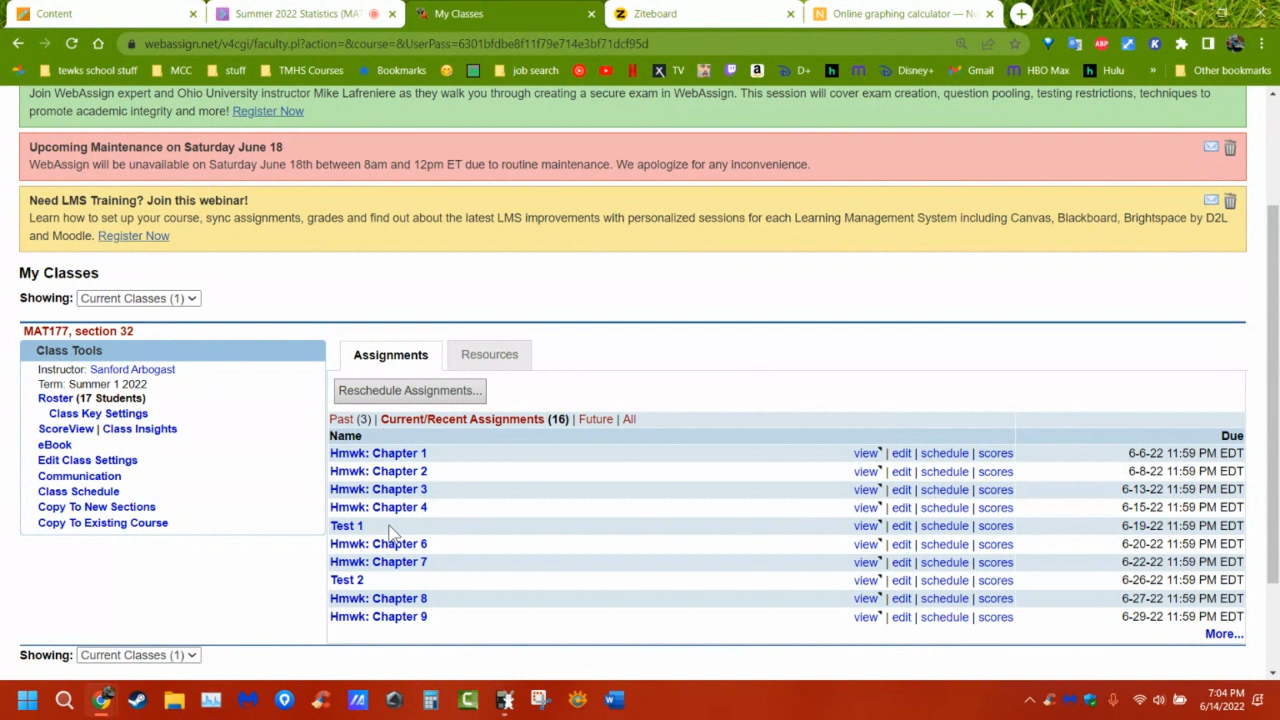 Content
Summer 2022 Statistics (MAT
My Classes
Ziteboard
Online graphing calculator — Nu
webassign.net/v4cgi/faculty.pl?action=&course=&UserPass=6301bfdbe8f11f79e714e3bf71dcf95d
tewks school stuff
MCC
stuff
TMHS Courses
Bookmarks
job search
TV
D+
Disney+
Gmail
HBO Max
Hulu
»
Other bookmarks
Join WebAssign expert and Ohio University instructor Mike Lafreniere as they walk you through creating a secure exam in WebAssign. This session will cover exam creation, question pooling, testing restrictions, techniques to
promote academic integrity and more! Register Now
Upcoming Maintenance on Saturday June 18
WebAssign will be unavailable on Saturday June 18th between 8am and 12pm ET due to routine maintenance. We apologize for any inconvenience.
Need LMS Training? Join this webinar!
Learn how to set up your course, sync assignments, grades and find out about the latest LMS improvements with personalized sessions for each Learning Management System including Canvas, Blackboard, Brightspace by D2L
and Moodle. Register Now
My Classes
Showing: Current Classes (1)
MAT177, section 32
Class Tools
Instructor: Sanford Arbogast
Term: Summer 1 2022
Roster (17 Students)
Class Key Settings
ScoreView | Class Insights
eBook
Edit Class Settings
Communication
Class Schedule
Copy To New Sections
Copy To Existing Course
Assignments
Resources
Reschedule Assignments...
Past (3) | Current/Recent Assignments (16) | Future | All
Name Due
Hmwk: Chapter 1 view | edit | schedule | scores 6-6-22 11:59 PM EDT
Hmwk: Chapter 2 view | edit | schedule | scores 6-8-22 11:59 PM EDT
Hmwk: Chapter 3 view | edit | schedule | scores 6-13-22 11:59 PM EDT
Hmwk: Chapter 4 view | edit | schedule | scores 6-15-22 11:59 PM EDT
Test 1 view | edit | schedule | scores 6-19-22 11:59 PM EDT
Hmwk: Chapter 6 view | edit | schedule | scores 6-20-22 11:59 PM EDT
Hmwk: Chapter 7 view | edit | schedule | scores 6-22-22 11:59 PM EDT
Test 2 view | edit | schedule | scores 6-26-22 11:59 PM EDT
Hmwk: Chapter 8 view | edit | schedule | scores 6-27-22 11:59 PM EDT
Hmwk: Chapter 9 view | edit | schedule | scores 6-29-22 11:59 PM EDT
More...
Showing: Current Classes (1)
7:04 PM
6/14/2022